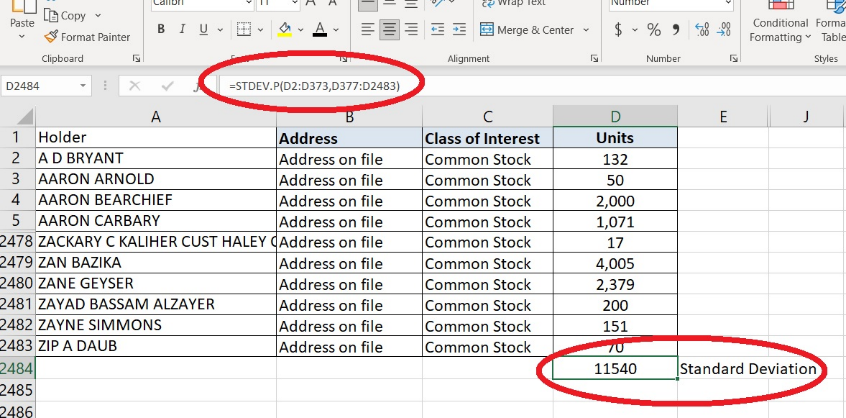 Calibri 11 A A Wrap Text Number
Paste Copy B I U Merge & Center $ % 9 Conditional Forma
Format Painter Formatting Table
Clipboard Font Alignment Number Styles
D2484 =STDEV.P(D2:D373,D377:D2483)
A B C D E J
1 Holder Address Class of Interest Units
2 A D BRYANT Address on file Common Stock 132
3 AARON ARNOLD Address on file Common Stock 50
4 AARON BEARCHIEF Address on file Common Stock 2,000
5 AARON CARBARY Address on file Common Stock 1,071
2478 ZACKARY C KALIHER CUST HALEY C Address on file Common Stock 17
2479 ZAN BAZIKA Address on file Common Stock 4,005
2480 ZANE GEYSER Address on file Common Stock 2,379
2481 ZAYAD BASSAM ALZAYER Address on file Common Stock 200
2482 ZAYNE SIMMONS Address on file Common Stock 151
2483 ZIP A DAUB Address on file Common Stock 70
2484 11540 Standard Deviation
2485
2486